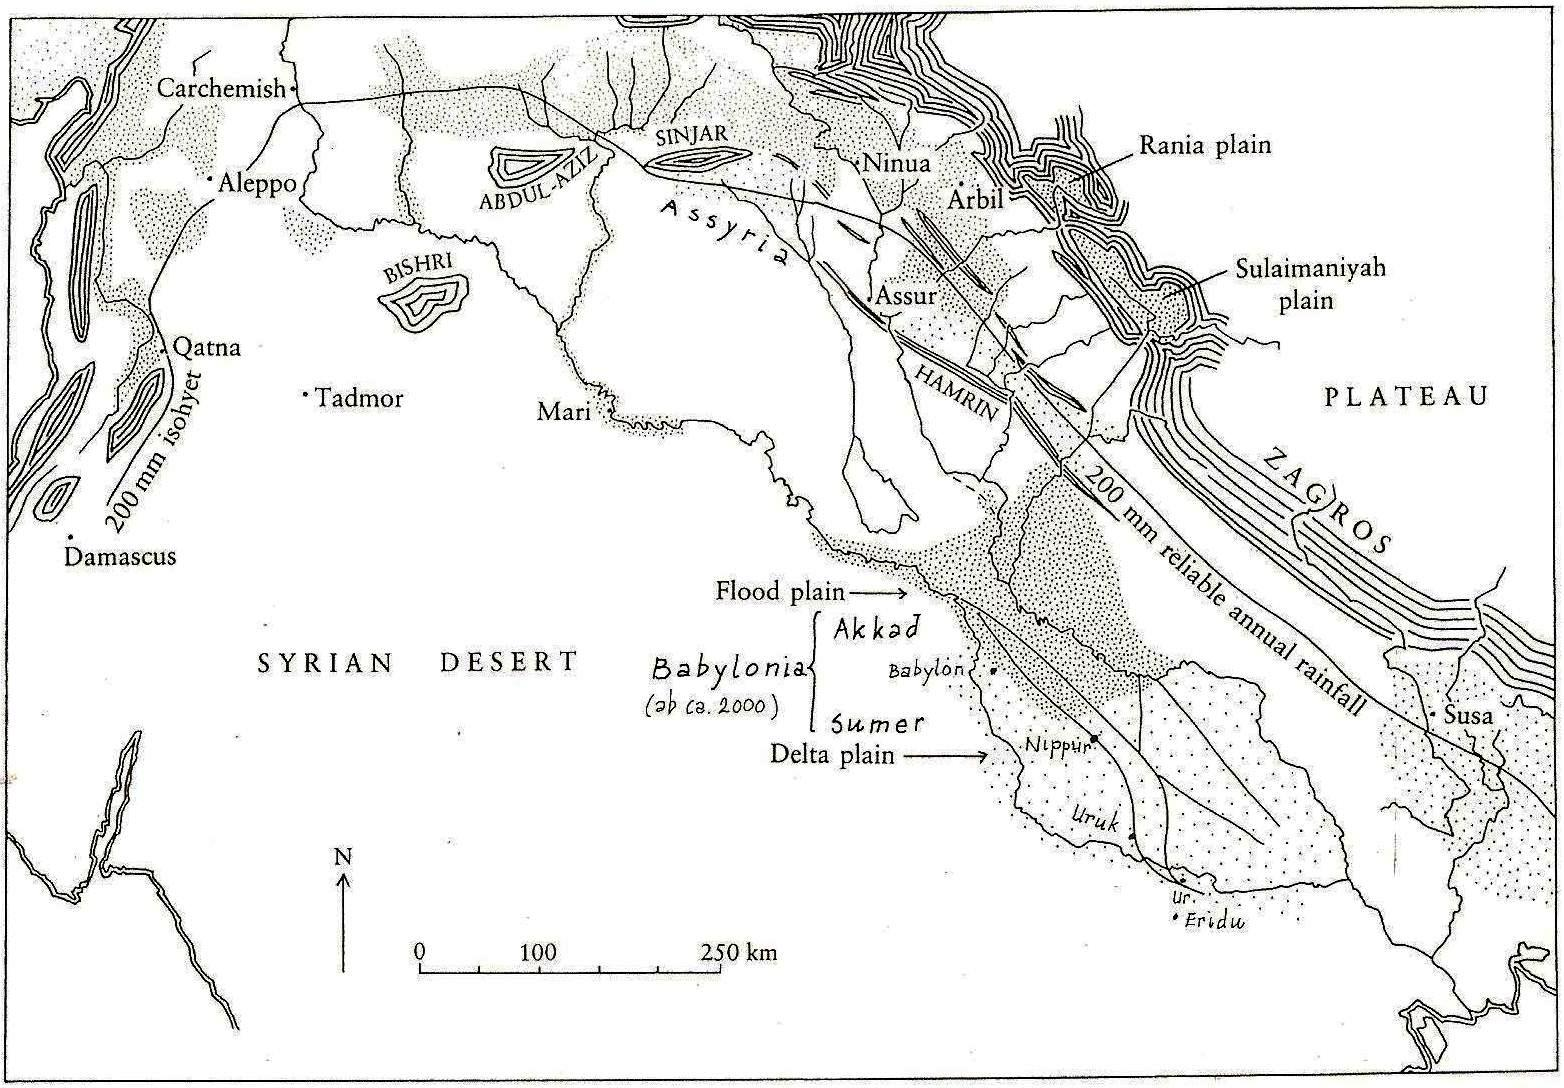 Carchemish
SINJAR
Rania plain
Ninua
Aleppo
ABDUL-AZIZ
Arbil
Assyria
BISHRI
Sulaimaniyah
plain
Assur
Qatna
HAMRIN
PLATEAU
Tadmor
Mari
200 mm isohyet
ZAGROS
200 mm reliable annual rainfall
Damascus
Flood plain
Akkad
SYRIAN DESERT
Babylonia
Babylon
(ab ca. 2000)
Sumer
Susa
Nippur
Delta plain
Uruk
N
Ur
Eridu
0 100 250 km